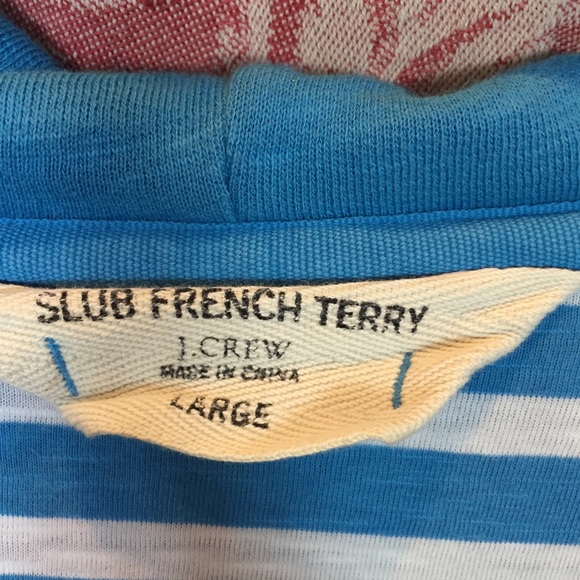 SLUB FRENCH TERRY
J.CREW
MADE IN CHINA
LARGE